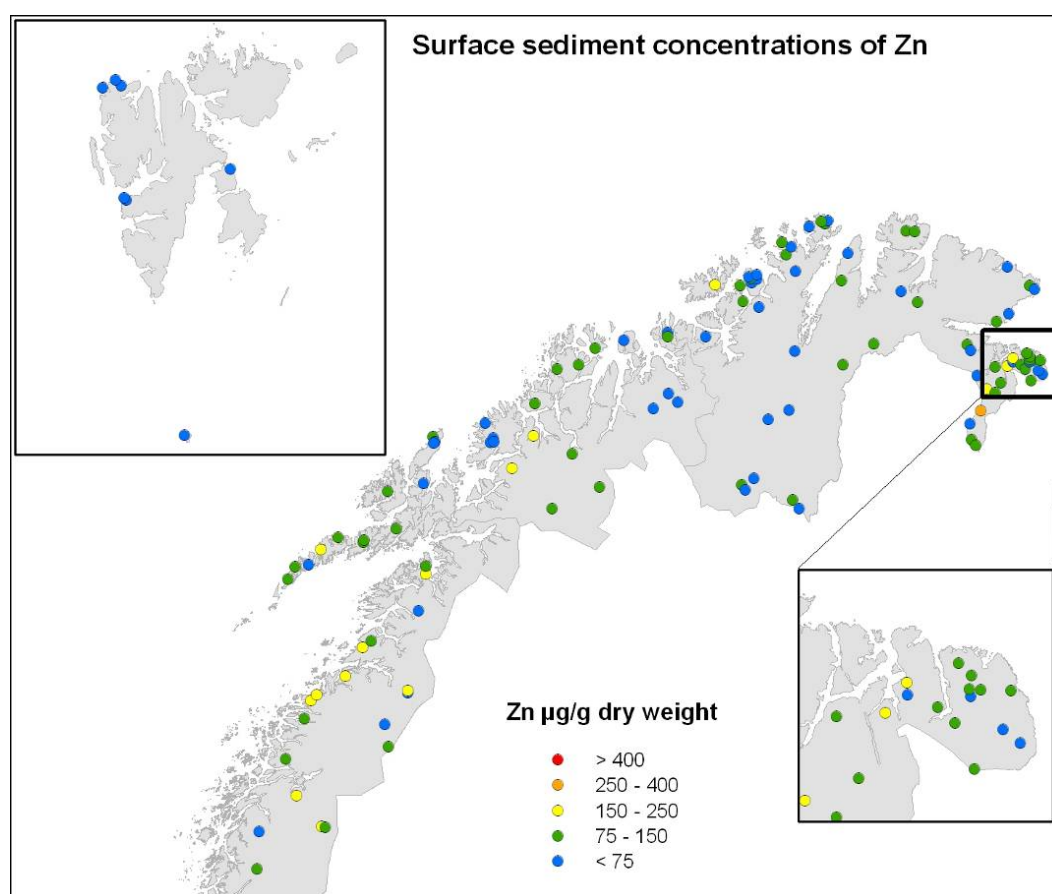 Surface sediment concentrations of Zn
Zn µg/g dry weight
> 400
250 - 400
150 - 250
75 - 150
< 75